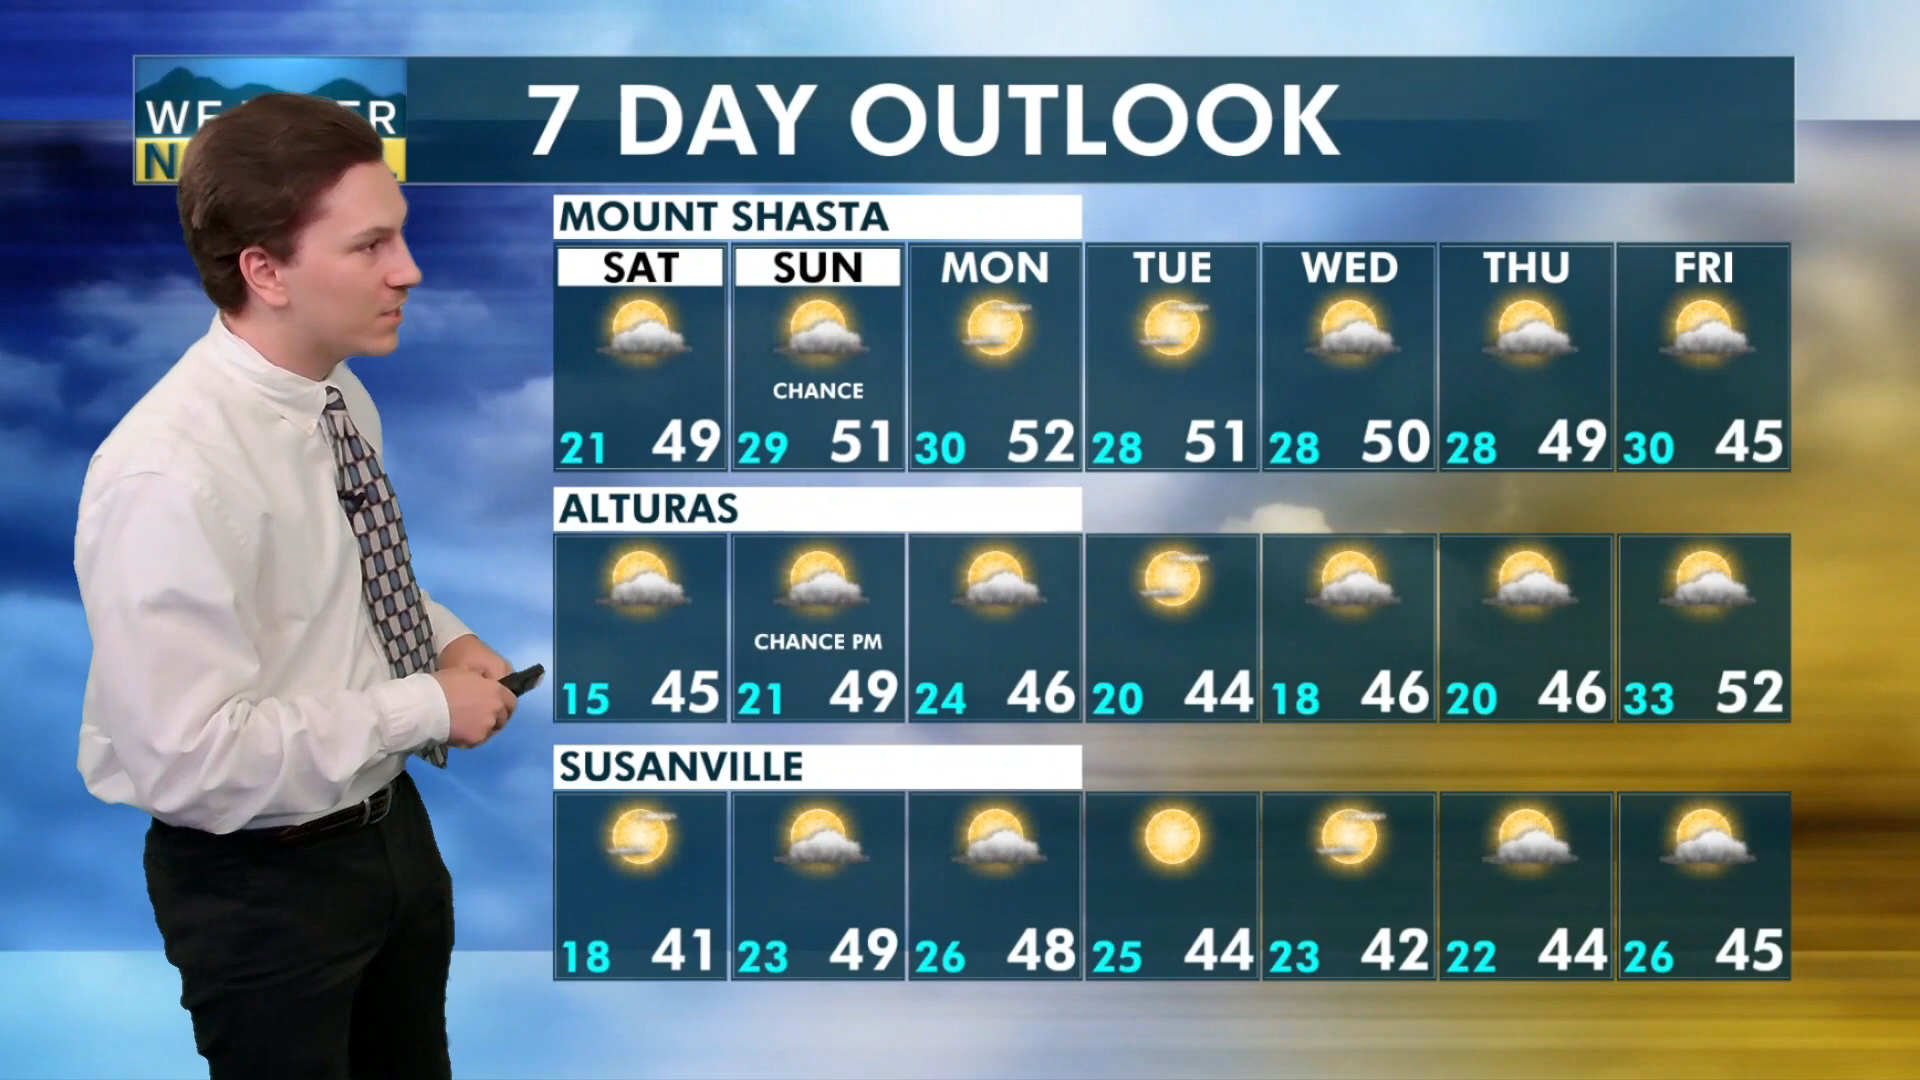 7 DAY OUTLOOK
MOUNT SHASTA
SAT SUN MON TUE WED THU FRI
CHANCE
21 49 29 51 30 52 28 51 28 50 28 49 30 45
ALTURAS
CHANCE PM
15 45 21 49 24 46 20 44 18 46 20 46 33 52
SUSANVILLE
18 41 23 49 26 48 25 44 23 42 22 44 26 45